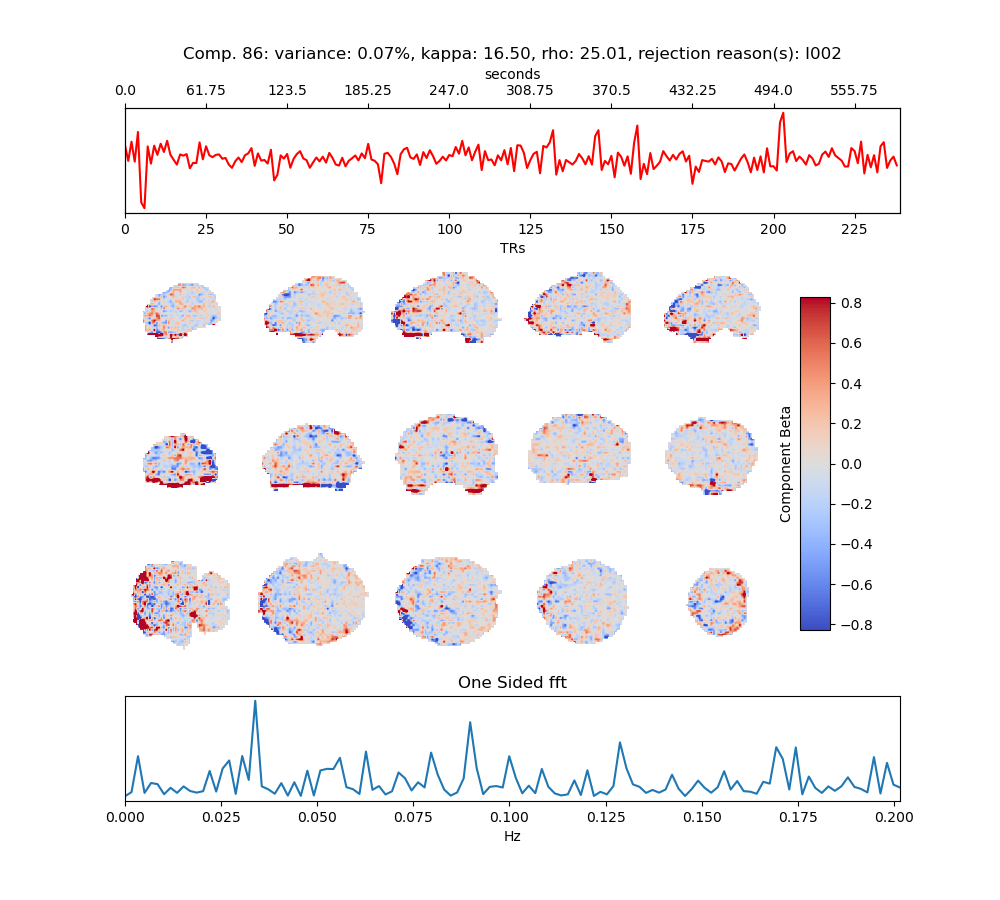 Comp. 86: variance: 0.07%, kappa: 16.50, rho: 25.01, rejection reason(s): I002
seconds
0.0 61.75 123.5 185.25 247.0 308.75 370.5 432.25 494.0 555.75
0 25 50 75 100 125 150 175 200 225
TRs
0.8
0.6
0.4
0.2
0.0
−0.2
−0.4
−0.6
−0.8
Component Beta
One Sided fft
0.000 0.025 0.050 0.075 0.100 0.125 0.150 0.175 0.200
Hz